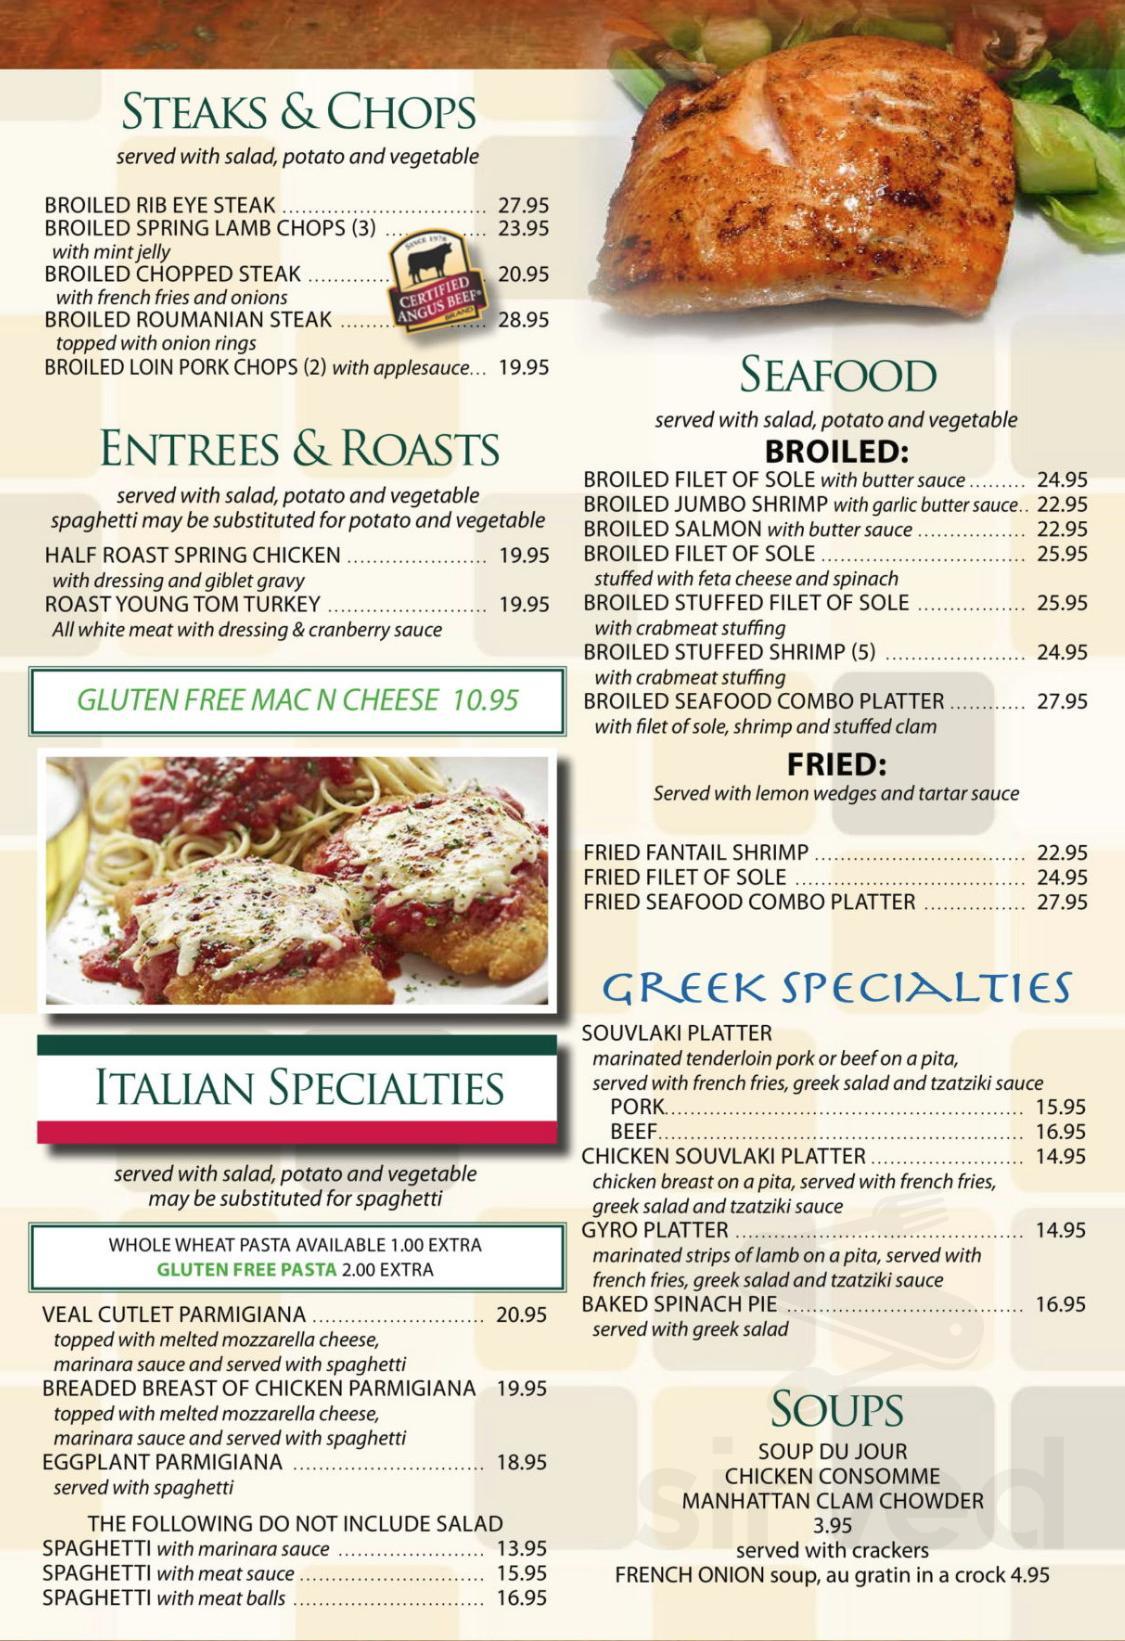 STEAKS & CHOPS
served with salad, potato and vegetable
BROILED RIB EYE STEAK ............................... 27.95
BROILED SPRING LAMB CHOPS (3) ................ 23.95
with mint jelly
BROILED CHOPPED STEAK ............. 20.95
with french fries and onions
BROILED ROUMANIAN STEAK ....................... 28.95
topped with onion rings
BROILED LOIN PORK CHOPS (2) with applesauce... 19.95
SINCE 1978
CERTIFIED
ANGUS BEEF®
BRAND
ENTREES & ROASTS
served with salad, potato and vegetable
spaghetti may be substituted for potato and vegetable
HALF ROAST SPRING CHICKEN ..................... 19.95
with dressing and giblet gravy
ROAST YOUNG TOM TURKEY ........................ 19.95
All white meat with dressing & cranberry sauce
GLUTEN FREE MAC N CHEESE 10.95
ITALIAN SPECIALTIES
served with salad, potato and vegetable
may be substituted for spaghetti
WHOLE WHEAT PASTA AVAILABLE 1.00 EXTRA
GLUTEN FREE PASTA 2.00 EXTRA
VEAL CUTLET PARMIGIANA .......................... 20.95
topped with melted mozzarella cheese,
marinara sauce and served with spaghetti
BREADED BREAST OF CHICKEN PARMIGIANA 19.95
topped with melted mozzarella cheese,
marinara sauce and served with spaghetti
EGGPLANT PARMIGIANA ............................. 18.95
served with spaghetti
THE FOLLOWING DO NOT INCLUDE SALAD
SPAGHETTI with marinara sauce ...................... 13.95
SPAGHETTI with meat sauce ............................ 15.95
SPAGHETTI with meat balls ............................. 16.95
SEAFOOD
served with salad, potato and vegetable
BROILED:
BROILED FILET OF SOLE with butter sauce ......... 24.95
BROILED JUMBO SHRIMP with garlic butter sauce.. 22.95
BROILED SALMON with butter sauce ................. 22.95
BROILED FILET OF SOLE ............................... 25.95
stuffed with feta cheese and spinach
BROILED STUFFED FILET OF SOLE ................. 25.95
with crabmeat stuffing
BROILED STUFFED SHRIMP (5) ..................... 24.95
with crabmeat stuffing
BROILED SEAFOOD COMBO PLATTER ............ 27.95
with filet of sole, shrimp and stuffed clam
FRIED:
Served with lemon wedges and tartar sauce
FRIED FANTAIL SHRIMP ................................ 22.95
FRIED FILET OF SOLE ................................... 24.95
FRIED SEAFOOD COMBO PLATTER ................ 27.95
GREEK SPECIALTIES
SOUVLAKI PLATTER
marinated tenderloin pork or beef on a pita,
served with french fries, greek salad and tzatziki sauce
PORK....................................................... 15.95
BEEF........................................................ 16.95
CHICKEN SOUVLAKI PLATTER ....................... 14.95
chicken breast on a pita, served with french fries,
greek salad and tzatziki sauce
GYRO PLATTER ............................................ 14.95
marinated strips of lamb on a pita, served with
french fries, greek salad and tzatziki sauce
BAKED SPINACH PIE .................................... 16.95
served with greek salad
SOUPS
SOUP DU JOUR
CHICKEN CONSOMME
MANHATTAN CLAM CHOWDER
3.95
served with crackers
FRENCH ONION soup, au gratin in a crock 4.95
sirved